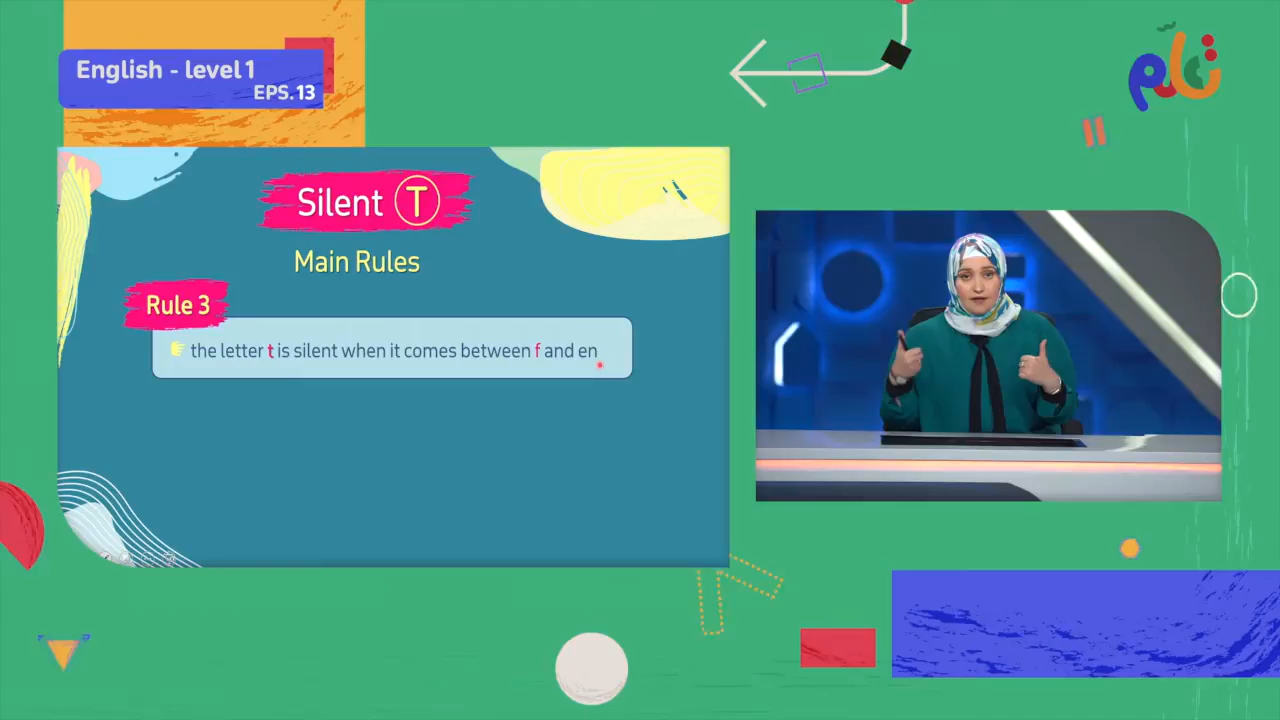 English - level 1
EPS.13
Silent T
Main Rules
Rule 3
the letter t is silent when it comes between f and en